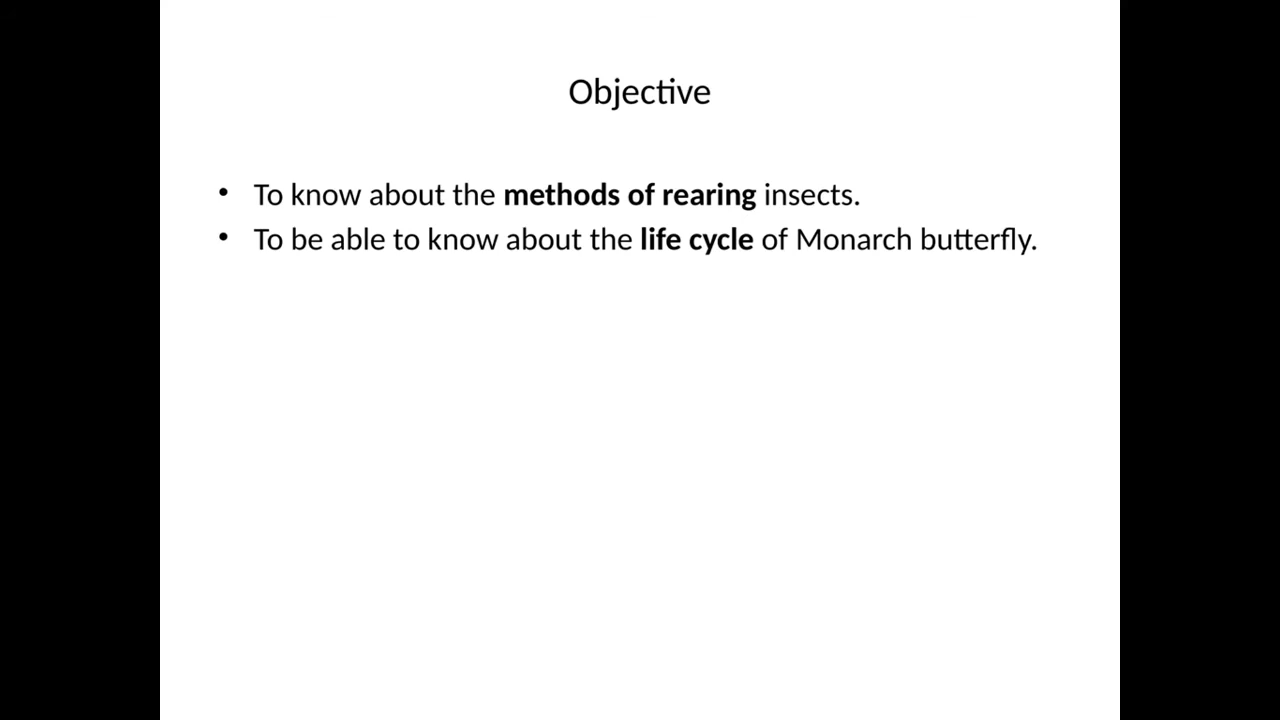 Objective
• To know about the methods of rearing insects.
• To be able to know about the life cycle of Monarch butterfly.